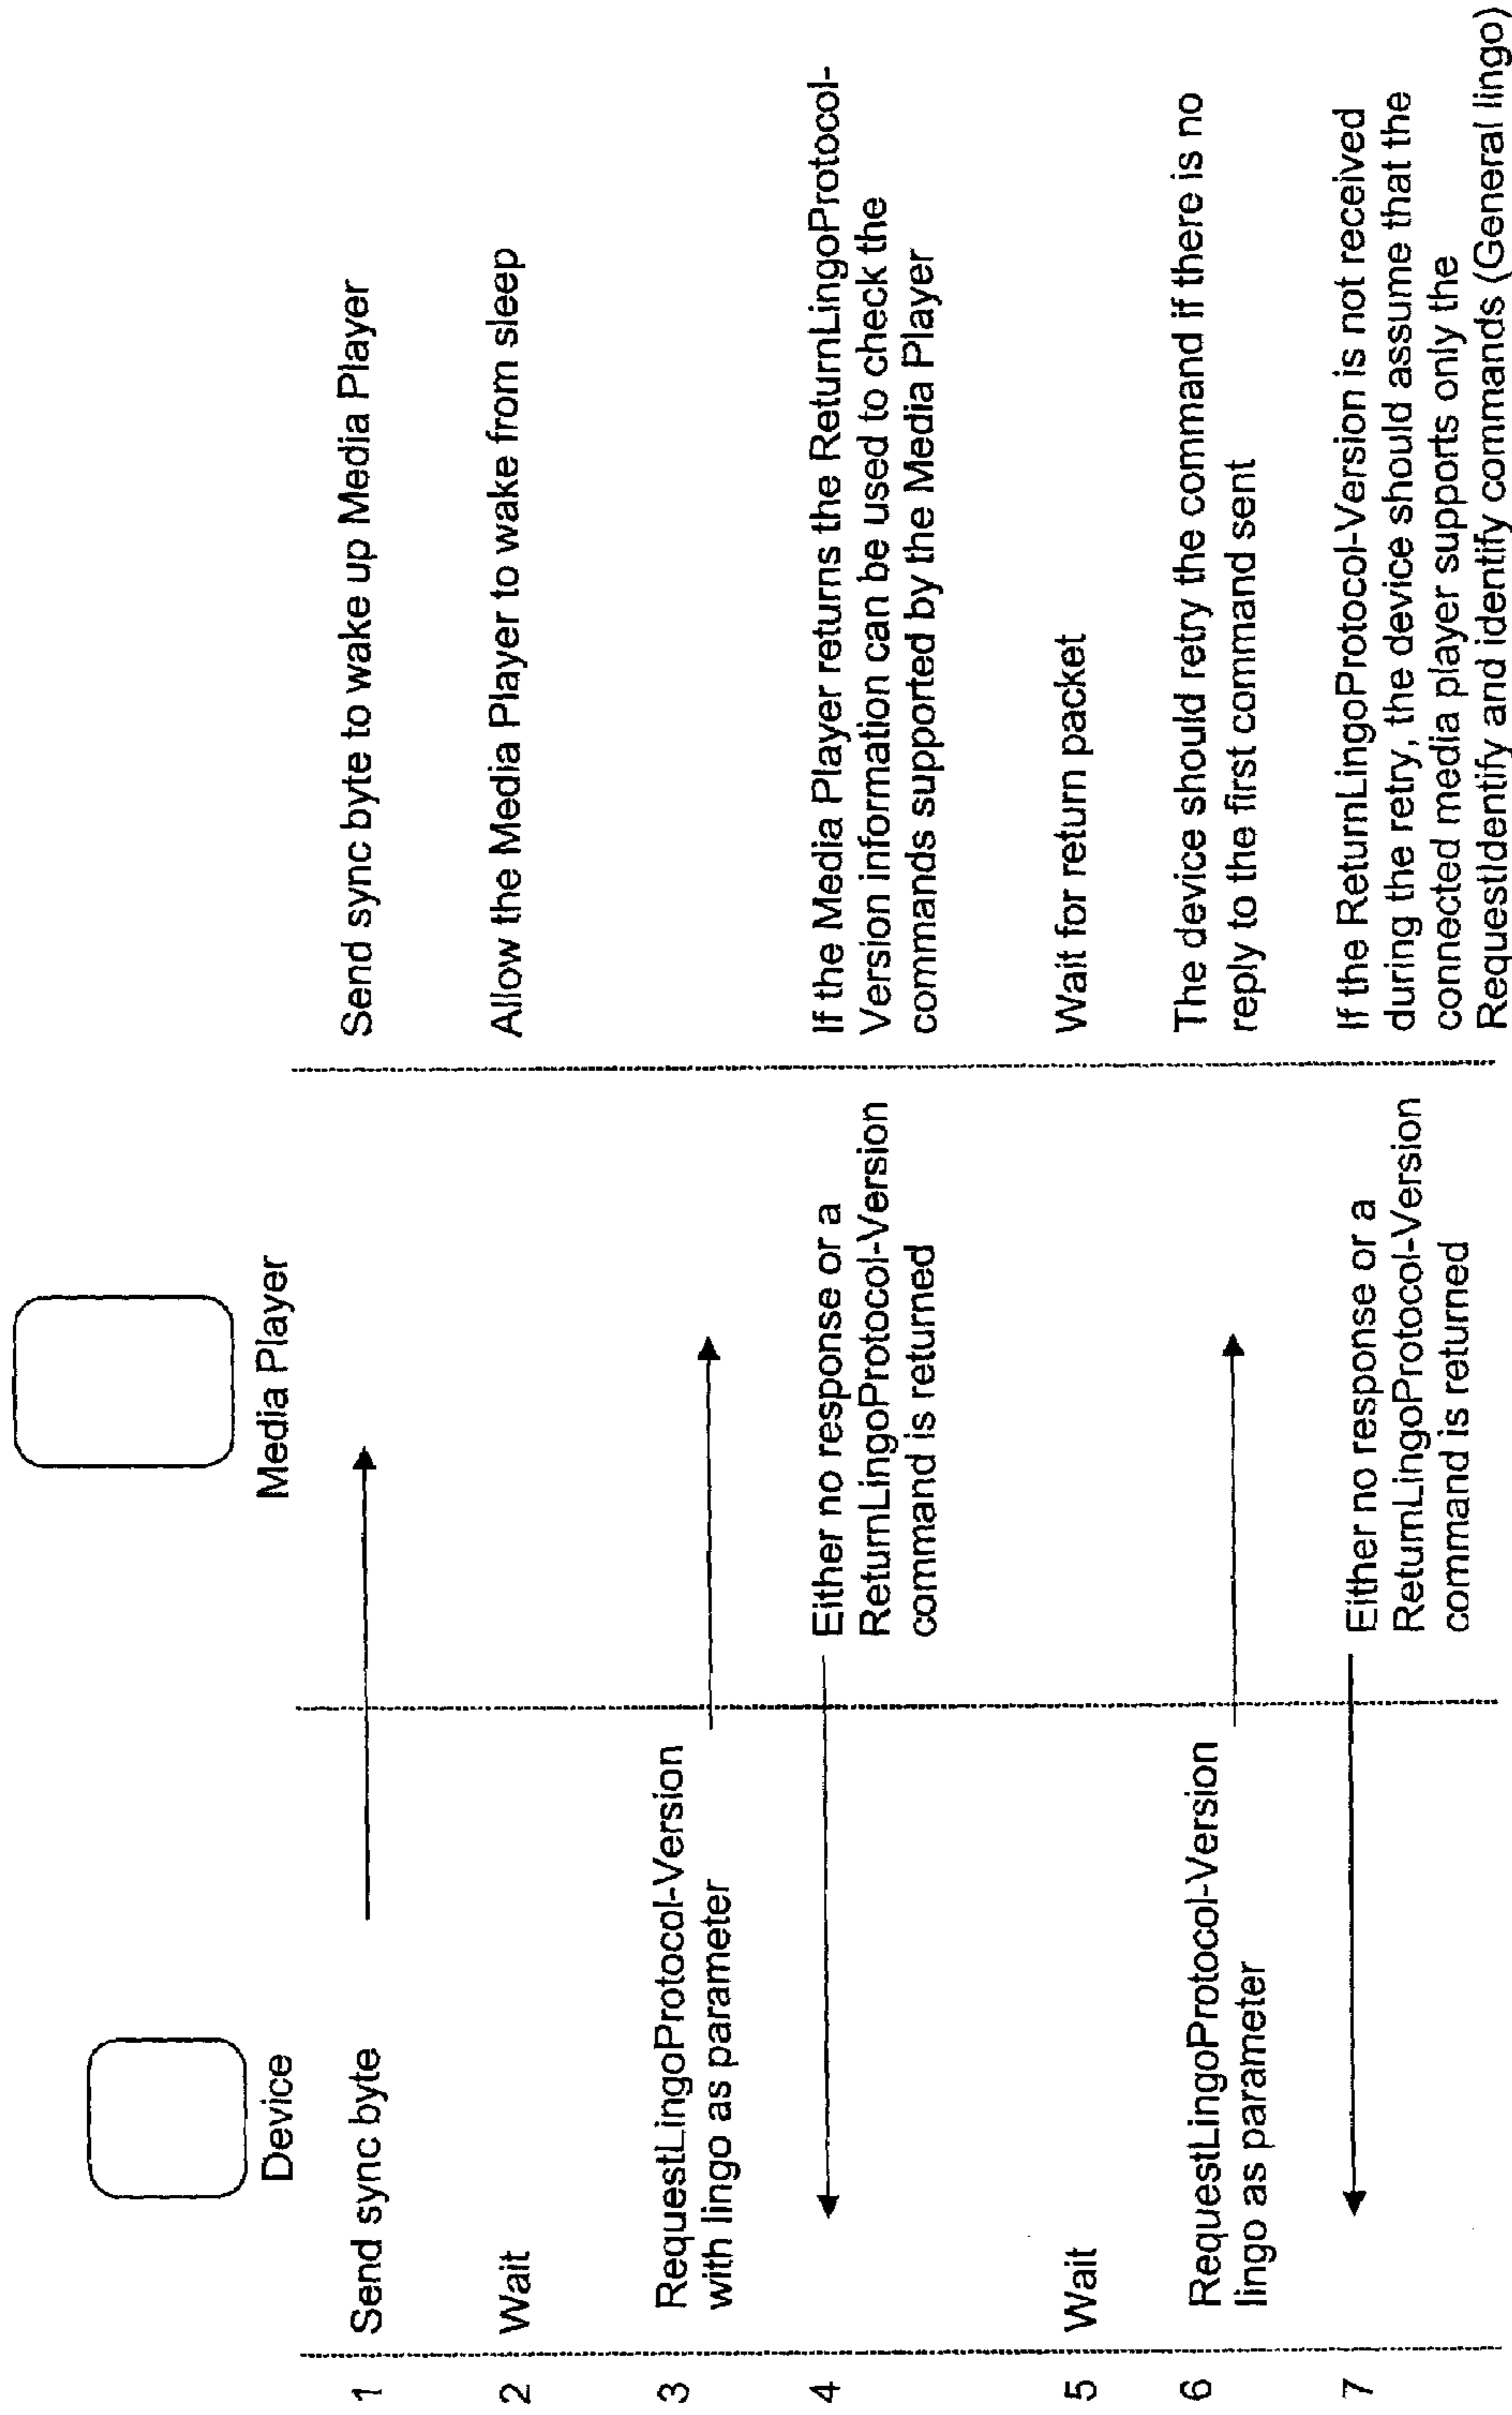 Device
Media Player
1
Send sync byte
Send sync byte to wake up Media Player
2
Wait
Allow the Media Player to wake from sleep
3
RequestLingoProtocol-Version
with lingo as parameter
4
Either no response or a
ReturnLingoProtocol-Version
command is returned
If the Media Player returns the ReturnLingoProtocol-
Version information can be used to check the
commands supported by the Media Player
5
Wait
Wait for return packet
6
RequestLingoProtocol-Version
lingo as parameter
The device should retry the command if there is no
reply to the first command sent
7
Either no response or a
ReturnLingoProtocol-Version
command is returned
If the ReturnLingoProtocol-Version is not received
during the retry, the device should assume that the
connected media player supports only the
RequestIdentify and identify commands (General lingo)